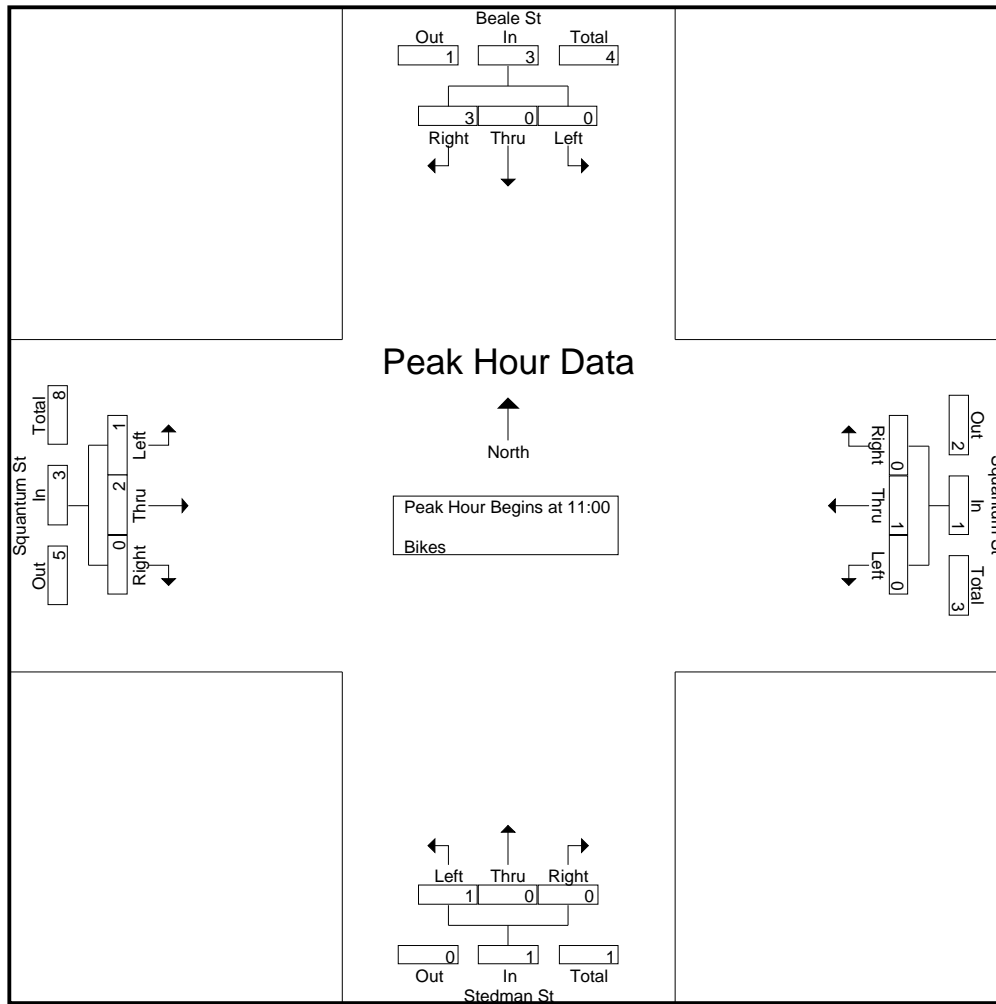 Beale St
Out In Total
1 3 4
3 0 0
Right Thru Left
Peak Hour Data
North
Peak Hour Begins at 11:00
Bikes
Squantum St
Total In Out
8 3 5
1 2 0
Left Thru Right
Squantum St
Out In Total
2 1 3
0 1 0
Right Thru Left
Left Thru Right
1 0 0
0 1 1
Out In Total
Stedman St